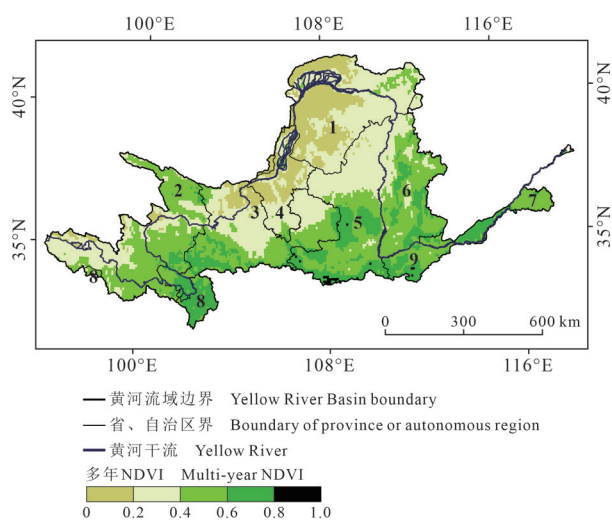 100°E 108°E 116°E
40°N 40°N
1
2
6
3 4
7
5
35°N 35°N
9
8 8
0 300 600 km
100°E 108°E 116°E
黄河流域边界 Yellow River Basin boundary
省、自治区界 Boundary of province or autonomous region
黄河干流 Yellow River
多年NDVI Multi-year NDVI
0 0.2 0.4 0.6 0.8 1.0